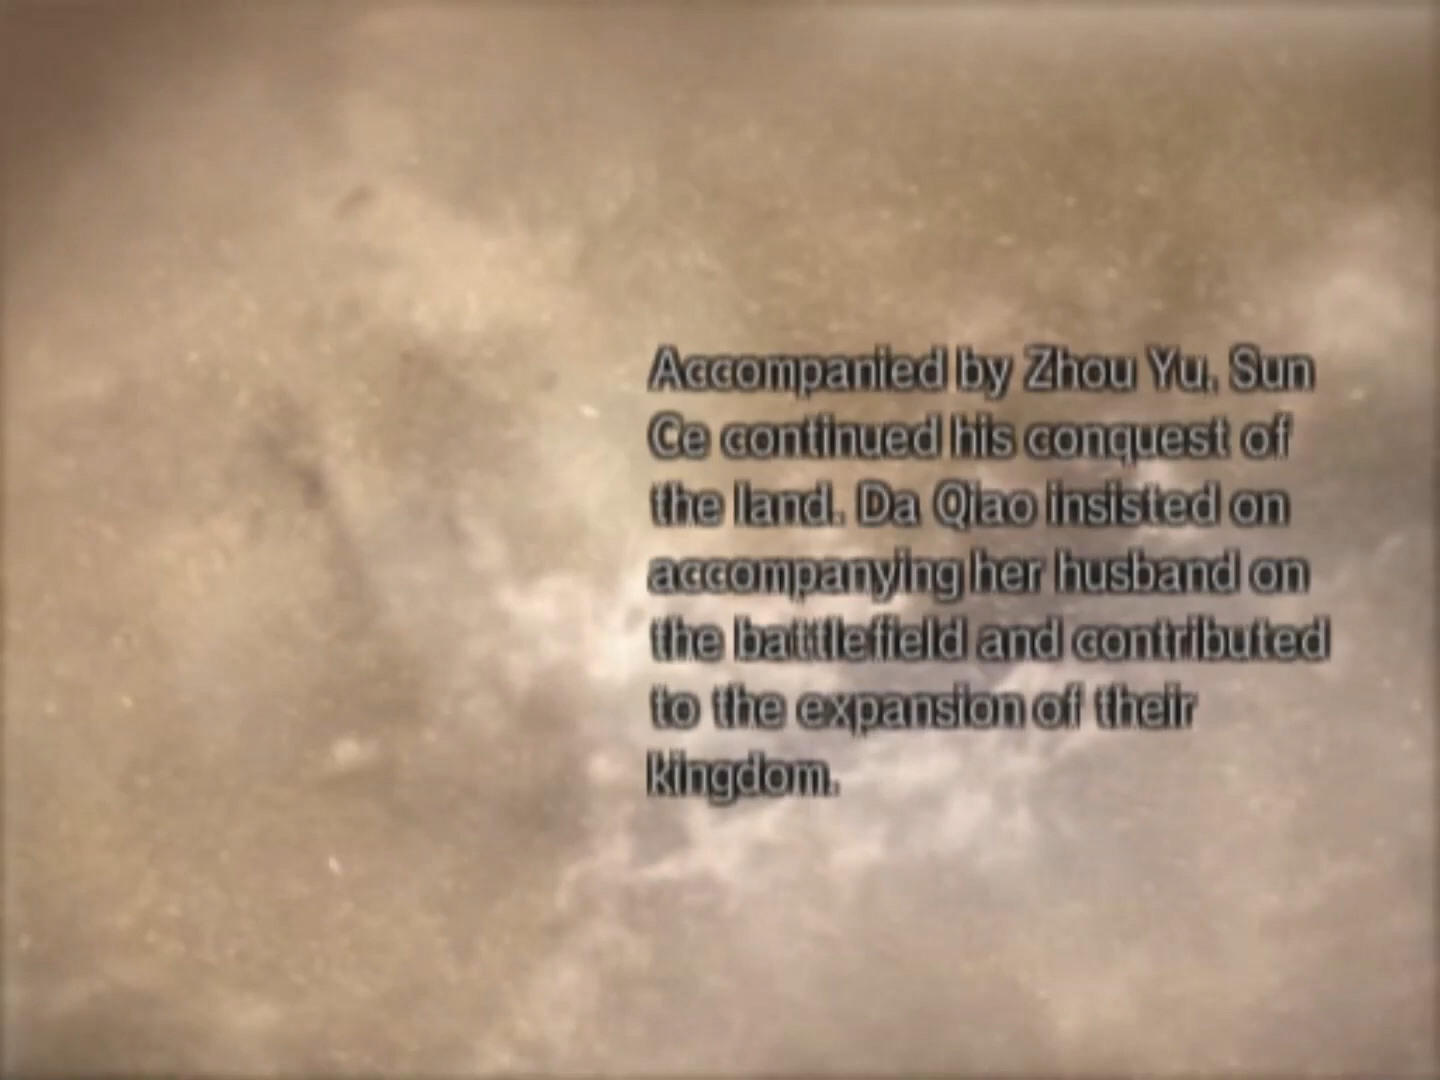 Accompanied by Zhou Yu, Sun
Ce continued his conquest of
the land. Da Qiao insisted on
accompanying her husband on
the battlefield and contributed
to the expansion of their
kingdom.